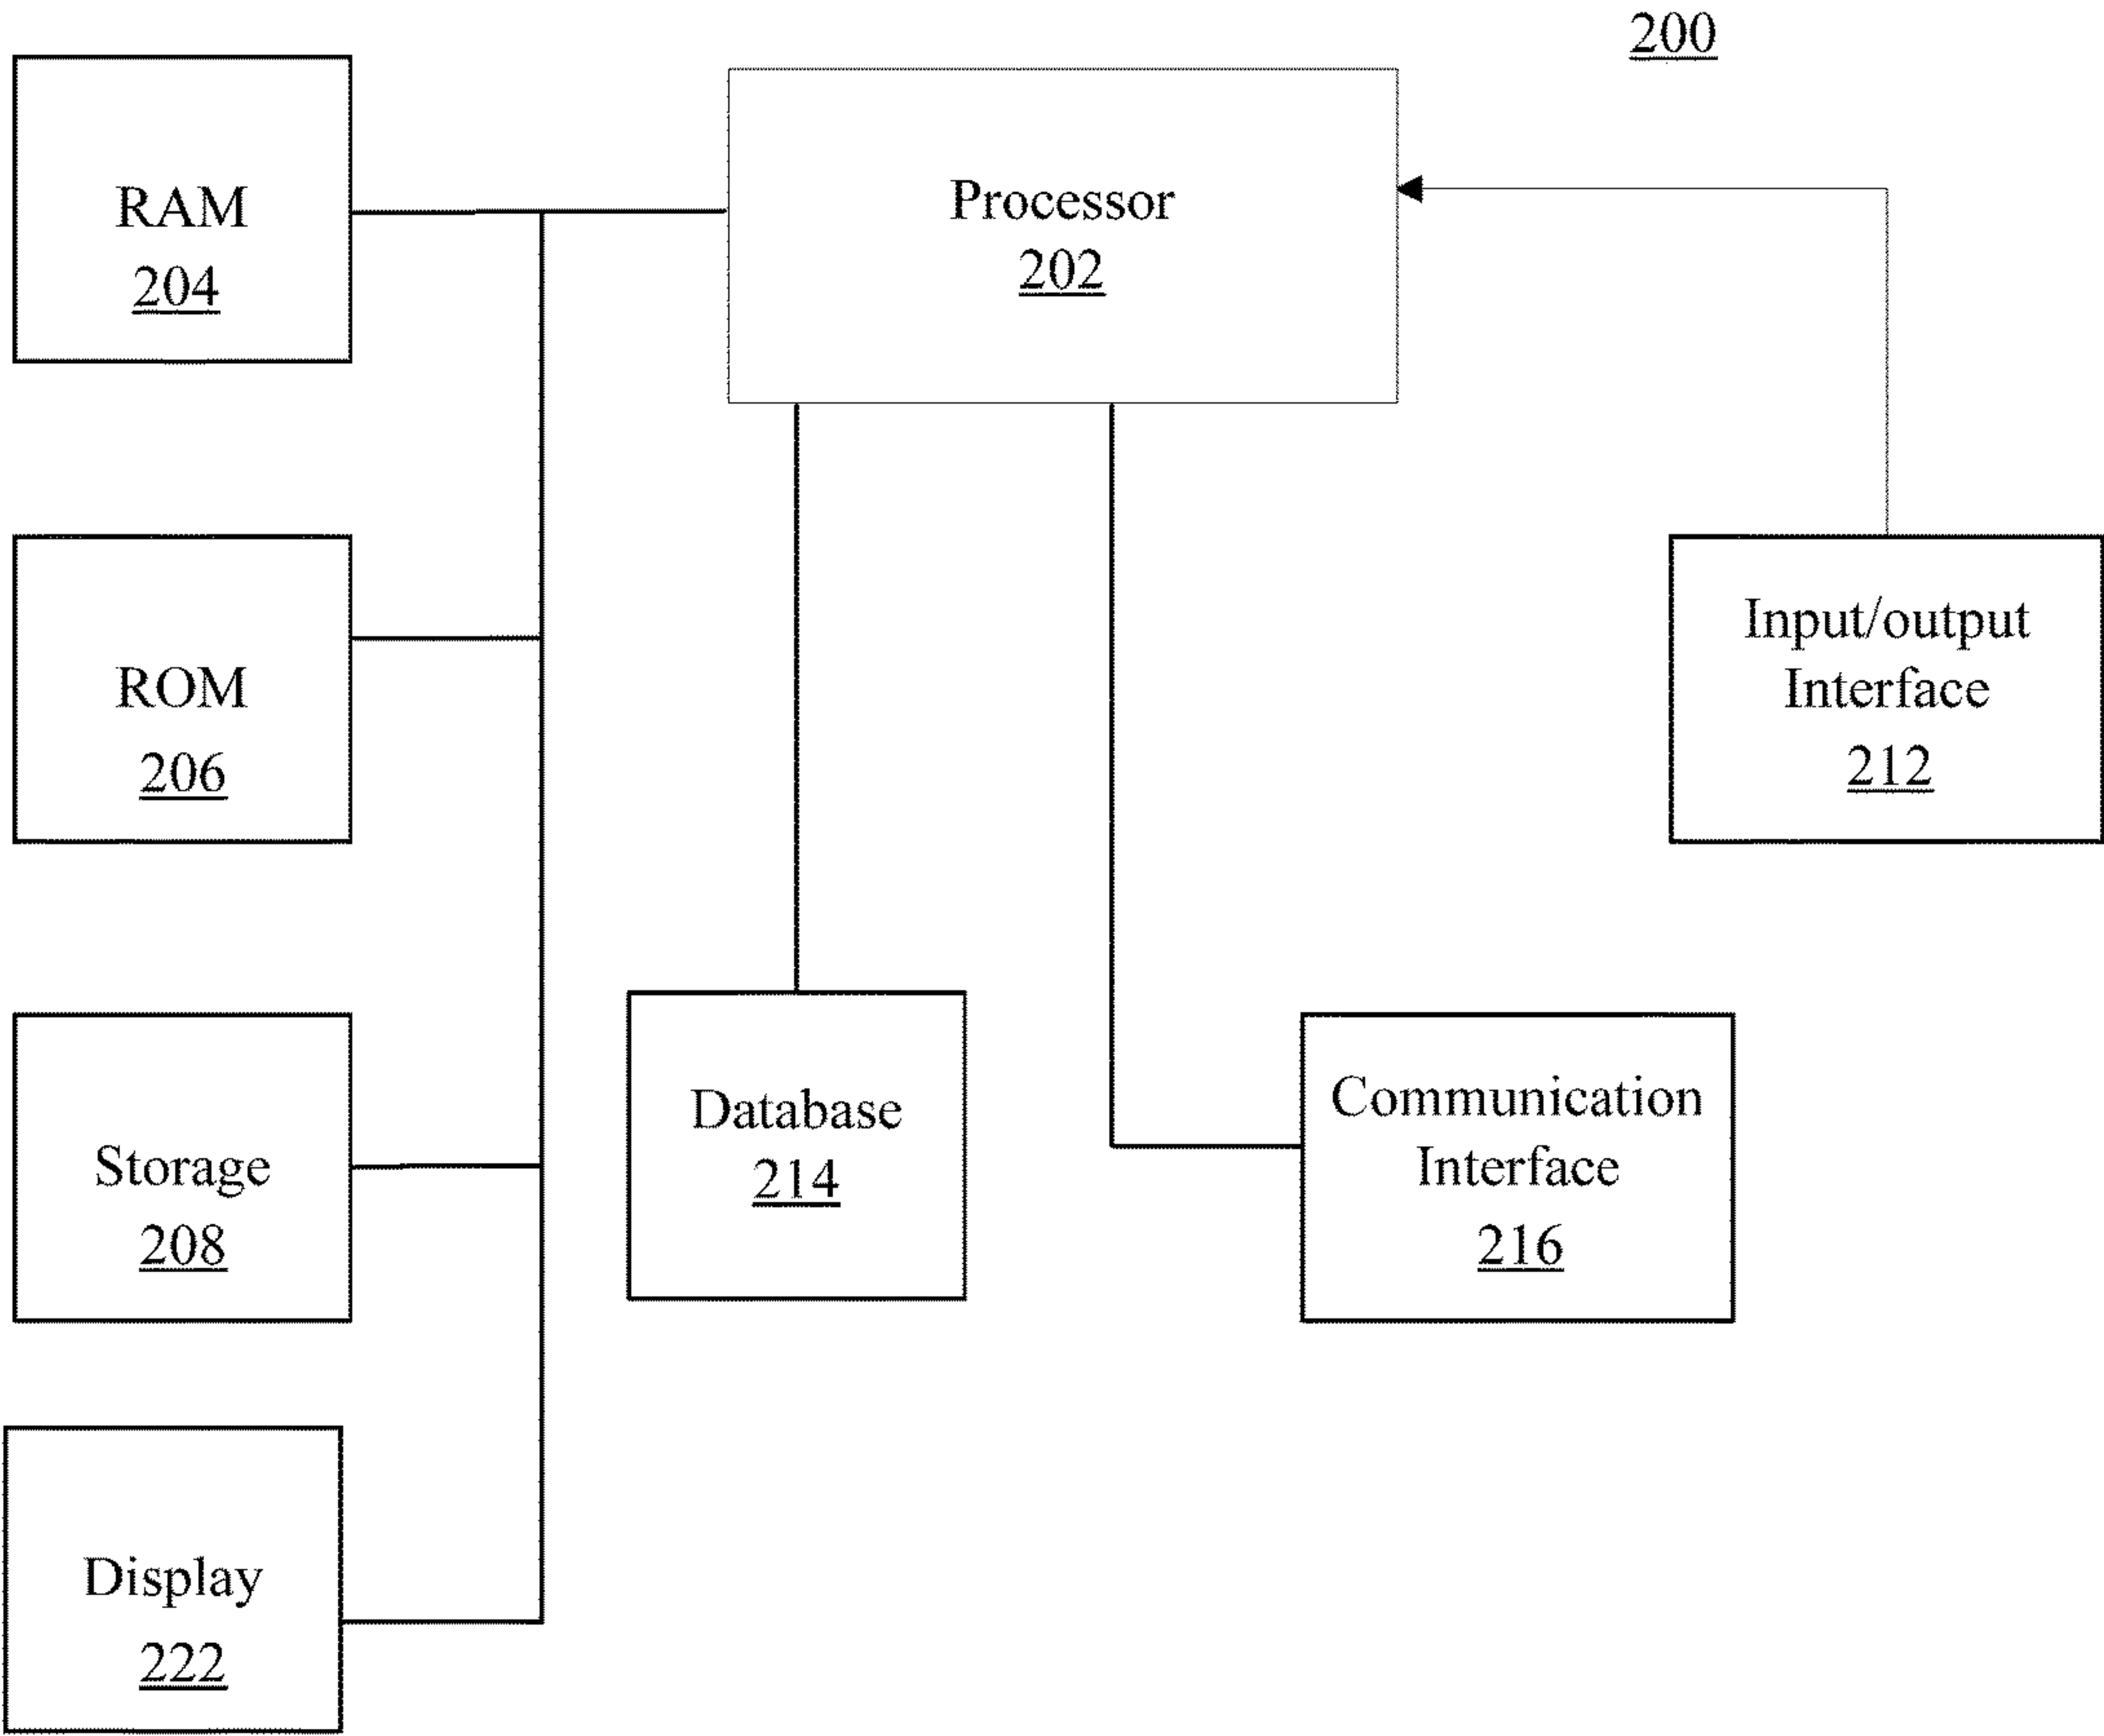 200
RAM
204
Processor
202
ROM
206
Input/output
Interface
212
Storage
208
Database
214
Communication
Interface
216
Display
222